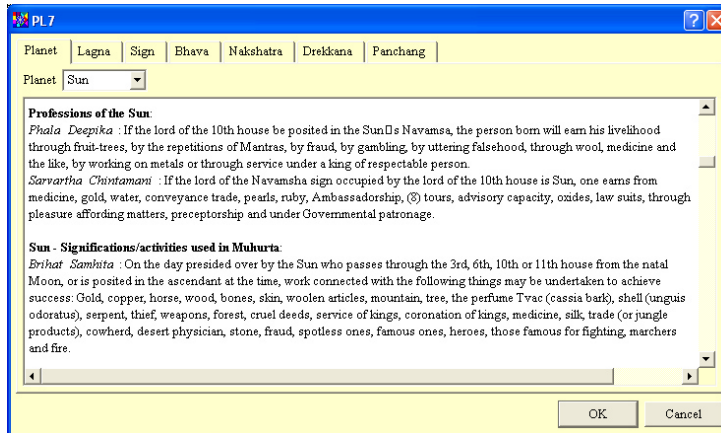 PL7
Planet Lagna Sign Bhava Nakshatra Drekkana Panchang
Planet Sun
Professions of the Sun:
Phala Deepika : If the lord of the 10th house be posited in the Sun▯s Navamsa, the person born will earn his livelihood
through fruit-trees, by the repetitions of Mantras, by fraud, by gambling, by uttering falsehood, through wool, medicine and
the like, by working on metals or through service under a king of respectable person.
Sarvartha Chintamani : If the lord of the Navamsha sign occupied by the lord of the 10th house is Sun, one earns from
medicine, gold, water, conveyance trade, pearls, ruby, Ambassadorship, (8) tours, advisory capacity, oxides, law suits, through
pleasure affording matters, preceptorship and under Governmental patronage.
Sun - Significations/activities used in Muhurta:
Brihat Samhita : On the day presided over by the Sun who passes through the 3rd, 6th, 10th or 11th house from the natal
Moon, or is posited in the ascendant at the time, work connected with the following things may be undertaken to achieve
success: Gold, copper, horse, wood, bones, skin, woolen articles, mountain, tree, the perfume Tvac (cassia bark), shell (unguis
odoratus), serpent, thief, weapons, forest, cruel deeds, service of kings, coronation of kings, medicine, silk, trade (or jungle
products), cowherd, desert physician, stone, fraud, spotless ones, famous ones, heroes, those famous for fighting, marchers
and fire.
OK Cancel